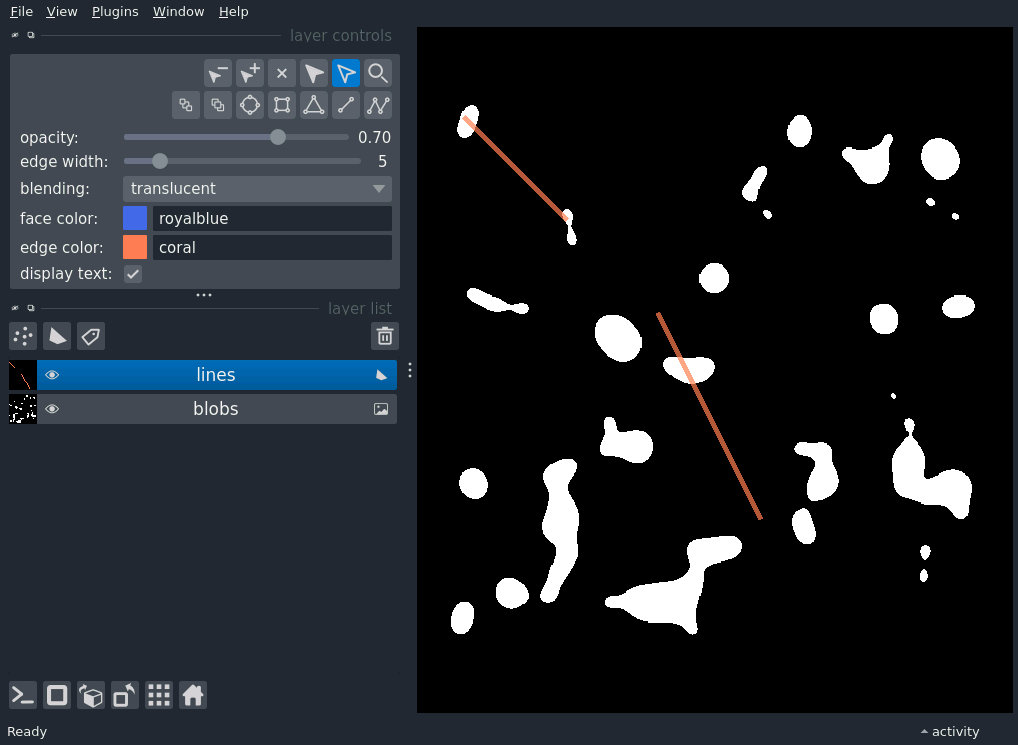 File View Plugins Window Help
layer controls
opacity: 0.70
edge width: 5
blending: translucent
face color: royalblue
edge color: coral
display text:
layer list
lines
blobs
Ready activity